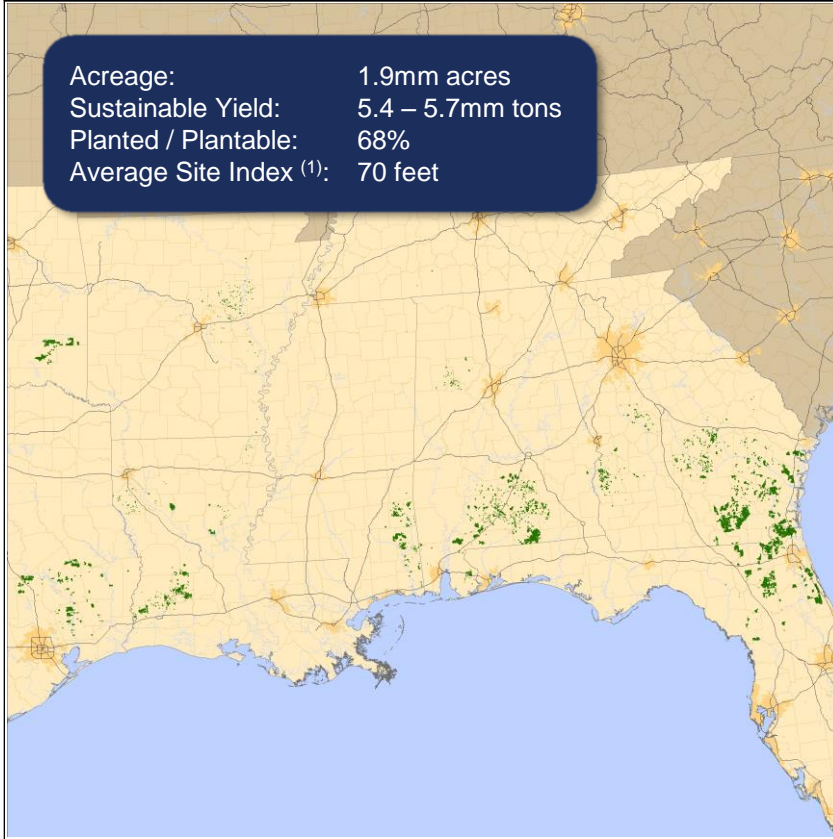 Acreage: 1.9mm acres
Sustainable Yield: 5.4 – 5.7mm tons
Planted / Plantable: 68%
Average Site Index (1): 70 feet